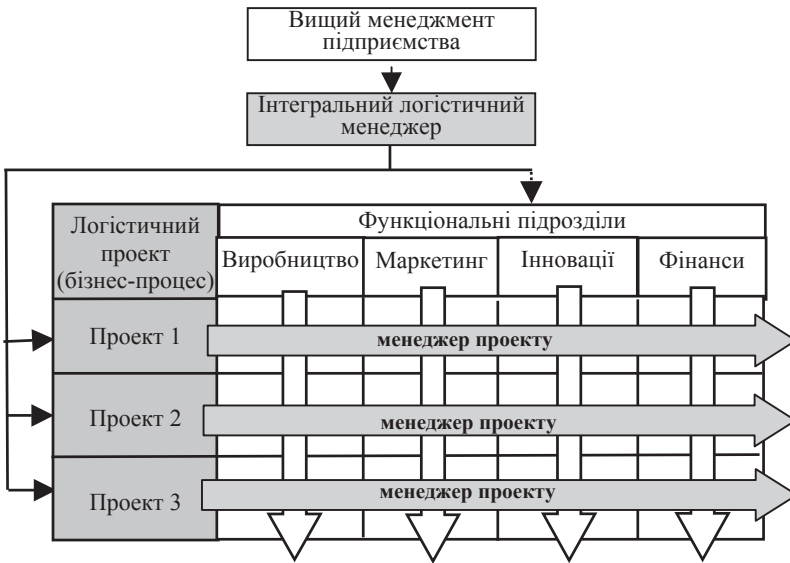 Вищий менеджмент
підприємства
Інтегральний логістичний
менеджер
Логістичний
проект
(бізнес-процес)
Функціональні підрозділи
Виробництво
Маркетинг
Інновації
Фінанси
Проект 1
менеджер проекту
Проект 2
менеджер проекту
Проект 3
менеджер проекту